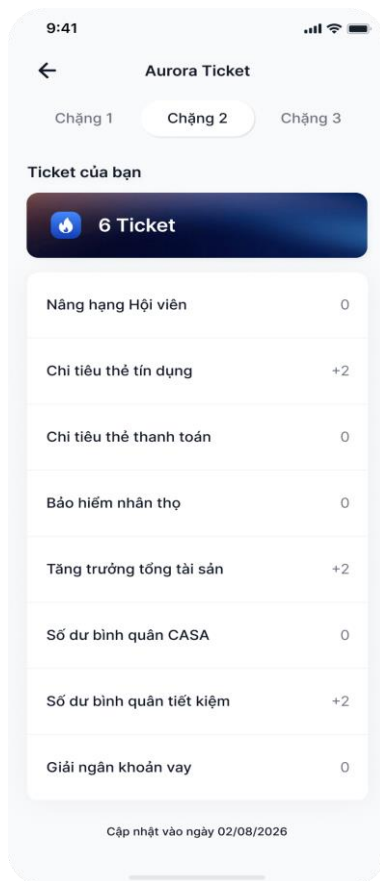 9:41
Aurora Ticket
Chặng 1 Chặng 2 Chặng 3
Ticket của bạn
6 Ticket
Nâng hạng Hội viên 0
Chi tiêu thẻ tín dụng +2
Chi tiêu thẻ thanh toán 0
Bảo hiểm nhân thọ 0
Tăng trưởng tổng tài sản +2
Số dư bình quân CASA 0
Số dư bình quân tiết kiệm +2
Giải ngân khoản vay 0
Cập nhật vào ngày 02/08/2026